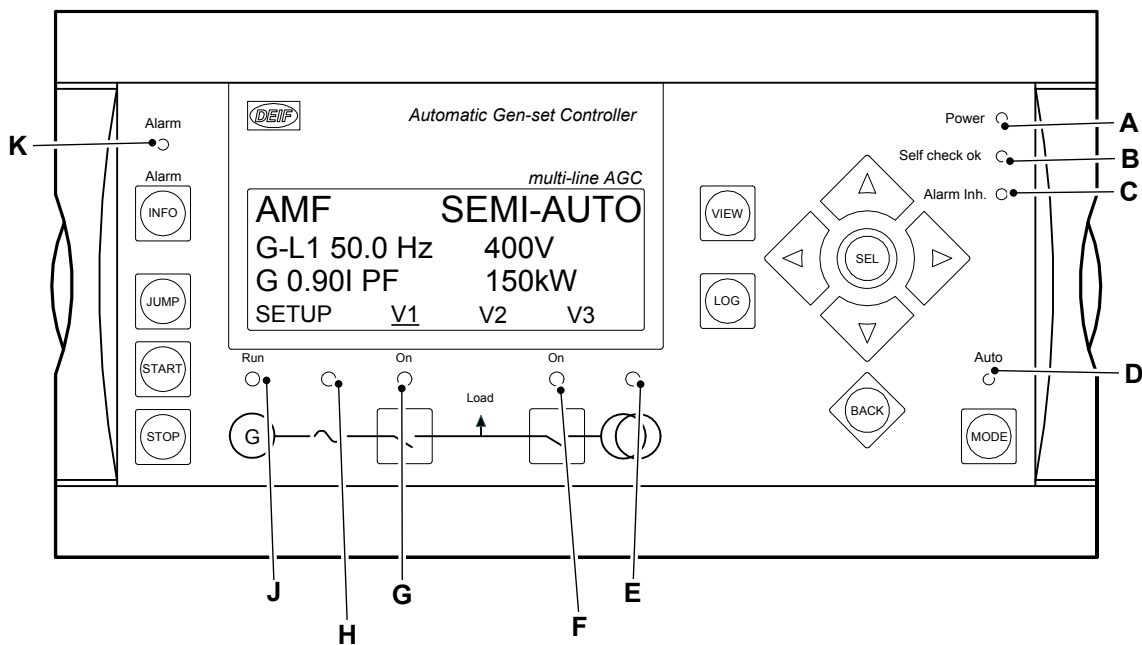 DEIF
Automatic Gen-set Controller
multi-line AGC
Alarm
K
Alarm
INFO
JUMP
START
STOP
AMF SEMI-AUTO
G-L1 50.0 Hz 400V
G 0.90I PF 150kW
SETUP V1 V2 V3
Run
On
On
Load
G
VIEW
LOG
SEL
BACK
Power
A
Self check ok
B
Alarm Inh.
C
Auto
D
MODE
J
H
G
F
E